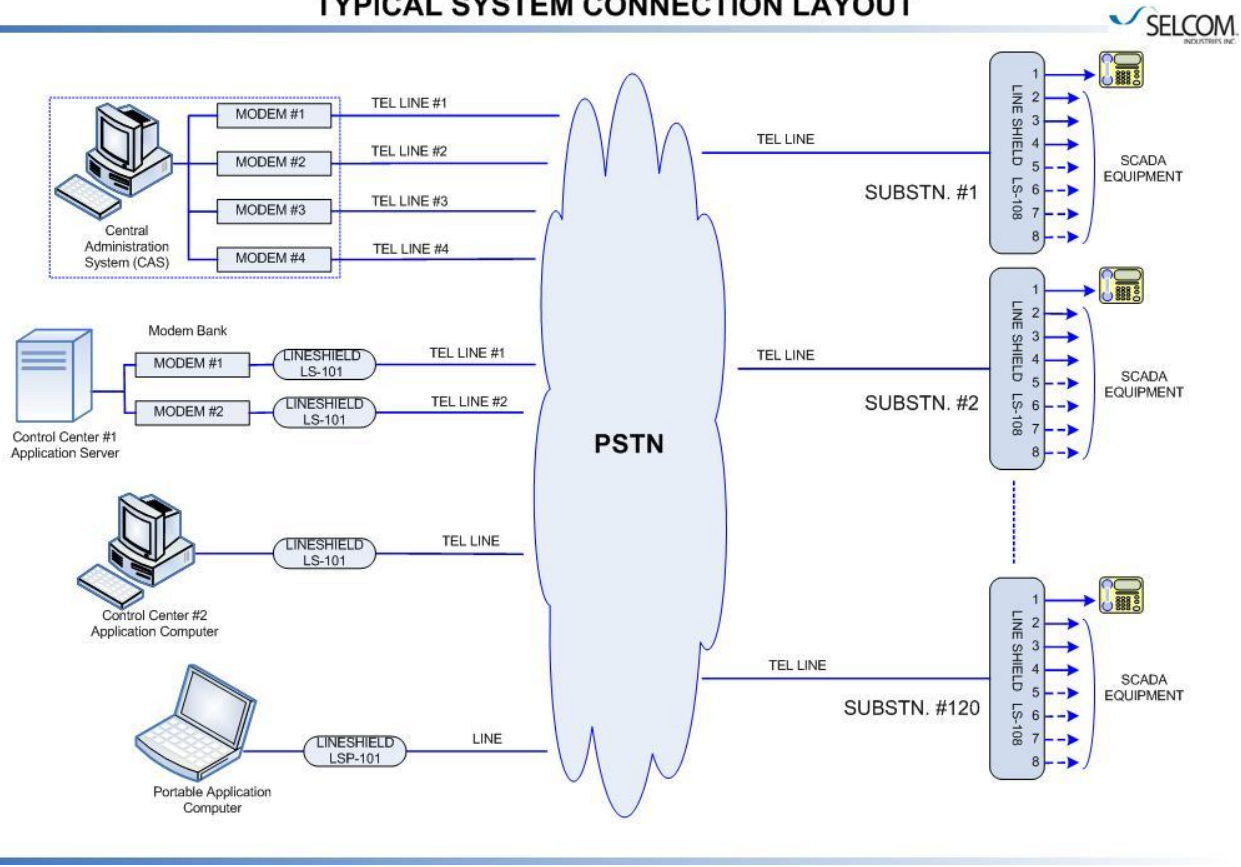 TYPICAL SYSTEM CONNECTION LAYOUT
SELCOM
INDUSTRIES INC.
MODEM #1
TEL LINE #1
MODEM #2
TEL LINE #2
MODEM #3
TEL LINE #3
MODEM #4
TEL LINE #4
Central
Administration
System (CAS)
Modem Bank
MODEM #1
LINESHIELD
LS-101
TEL LINE #1
MODEM #2
LINESHIELD
LS-101
TEL LINE #2
Control Center #1
Application Server
LINESHIELD
LS-101
TEL LINE
Control Center #2
Application Computer
LINESHIELD
LSP-101
LINE
Portable Application
Computer
PSTN
TEL LINE
SUBSTN. #1
LINE SHIELD LS-108
1
2
3
4
5
6
7
8
SCADA
EQUIPMENT
TEL LINE
SUBSTN. #2
LINE SHIELD LS-108
1
2
3
4
5
6
7
8
SCADA
EQUIPMENT
TEL LINE
SUBSTN. #120
LINE SHIELD LS-108
1
2
3
4
5
6
7
8
SCADA
EQUIPMENT